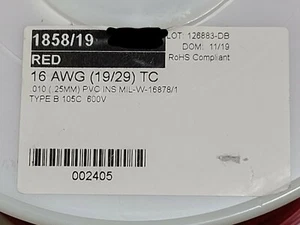 1858/19
LOT: 126883-DB
DOM: 11/19
RED
RoHS Compliant
16 AWG (19/29) TC
.010 (.25MM) PVC INS MIL-W-16878/1
TYPE B 105C 600V
002405